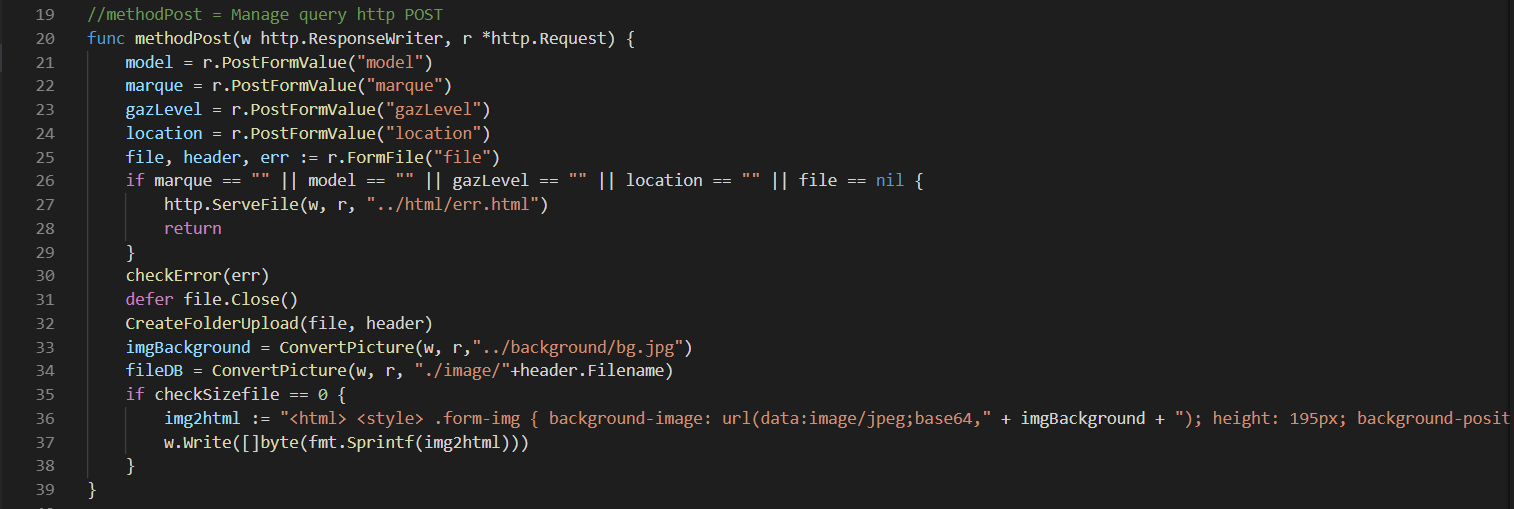 19 //methodPost = Manage query http POST
20 func methodPost(w http.ResponseWriter, r *http.Request) {
21     model = r.PostFormValue("model")
22     marque = r.PostFormValue("marque")
23     gazLevel = r.PostFormValue("gazLevel")
24     location = r.PostFormValue("location")
25     file, header, err := r.FormFile("file")
26     if marque == "" || model == "" || gazLevel == "" || location == "" || file == nil {
27         http.ServeFile(w, r, "../html/err.html")
28         return
29     }
30     checkError(err)
31     defer file.Close()
32     CreateFolderUpload(file, header)
33     imgBackground = ConvertPicture(w, r,"../background/bg.jpg")
34     fileDB = ConvertPicture(w, r, "./image/"+header.Filename)
35     if checkSizefile == 0 {
36         img2html := "<html> <style> .form-img { background-image: url(data:image/jpeg;base64," + imgBackground + "); height: 195px; background-posit
37         w.Write([]byte(fmt.Sprintf(img2html)))
38     }
39 }